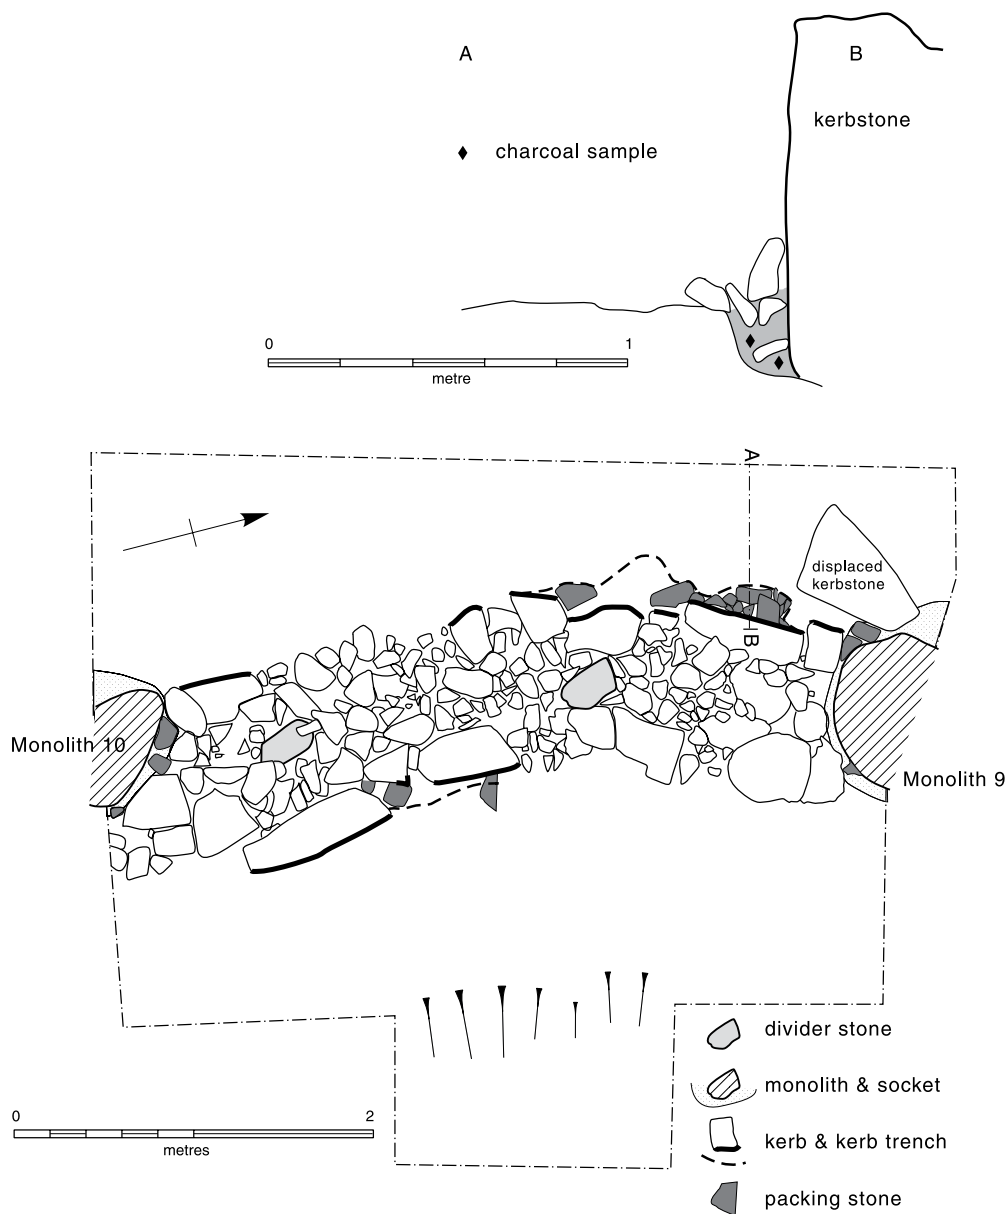 A
B
kerbstone
charcoal sample
0
1
metre
A
displaced
kerbstone
B
Monolith 10
Monolith 9
divider stone
0
2
metres
monolith & socket
kerb & kerb trench
packing stone